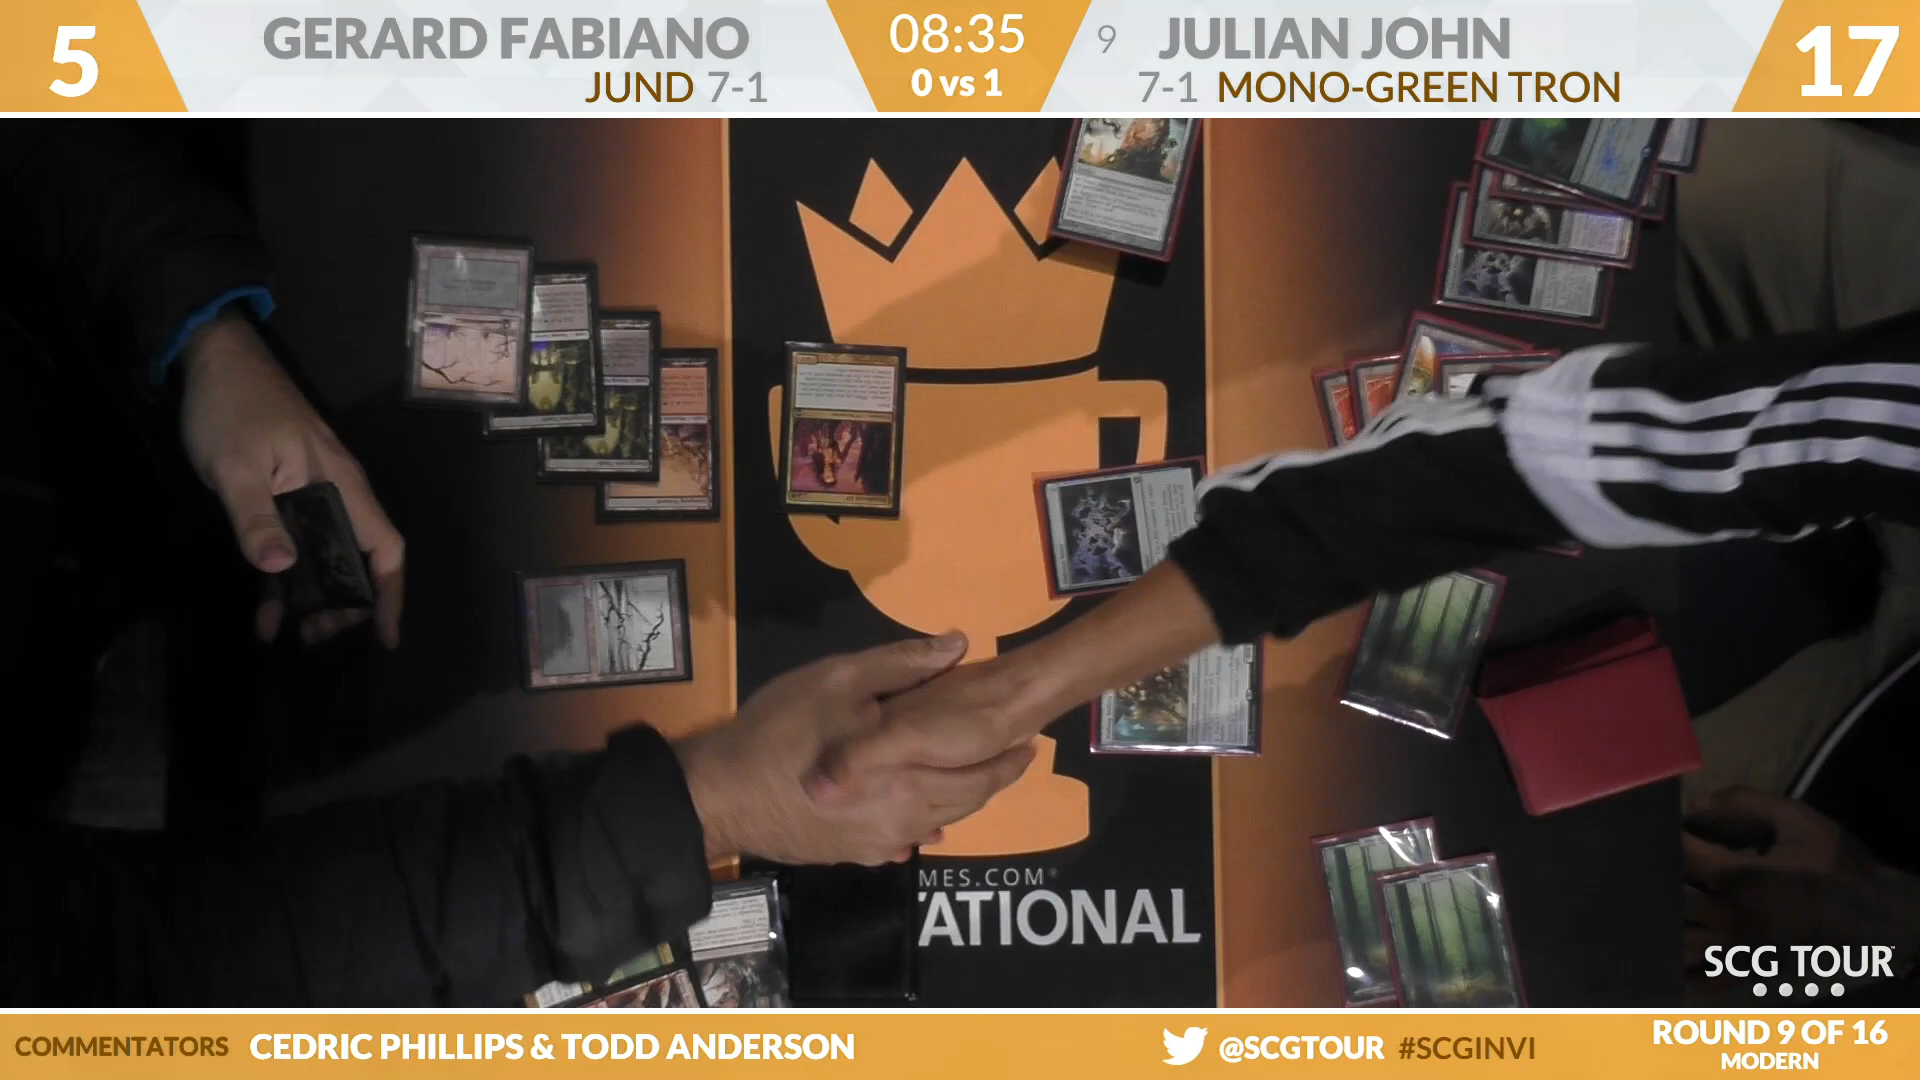 5
GERARD FABIANO
JUND 7-1
08:35
0 vs 1
9
JULIAN JOHN
7-1 MONO-GREEN TRON
17
MES.COM®
ATIONAL
SCG TOUR
COMMENTATORS CEDRIC PHILLIPS & TODD ANDERSON
@SCGTOUR #SCGINVI
ROUND 9 OF 16
MODERN